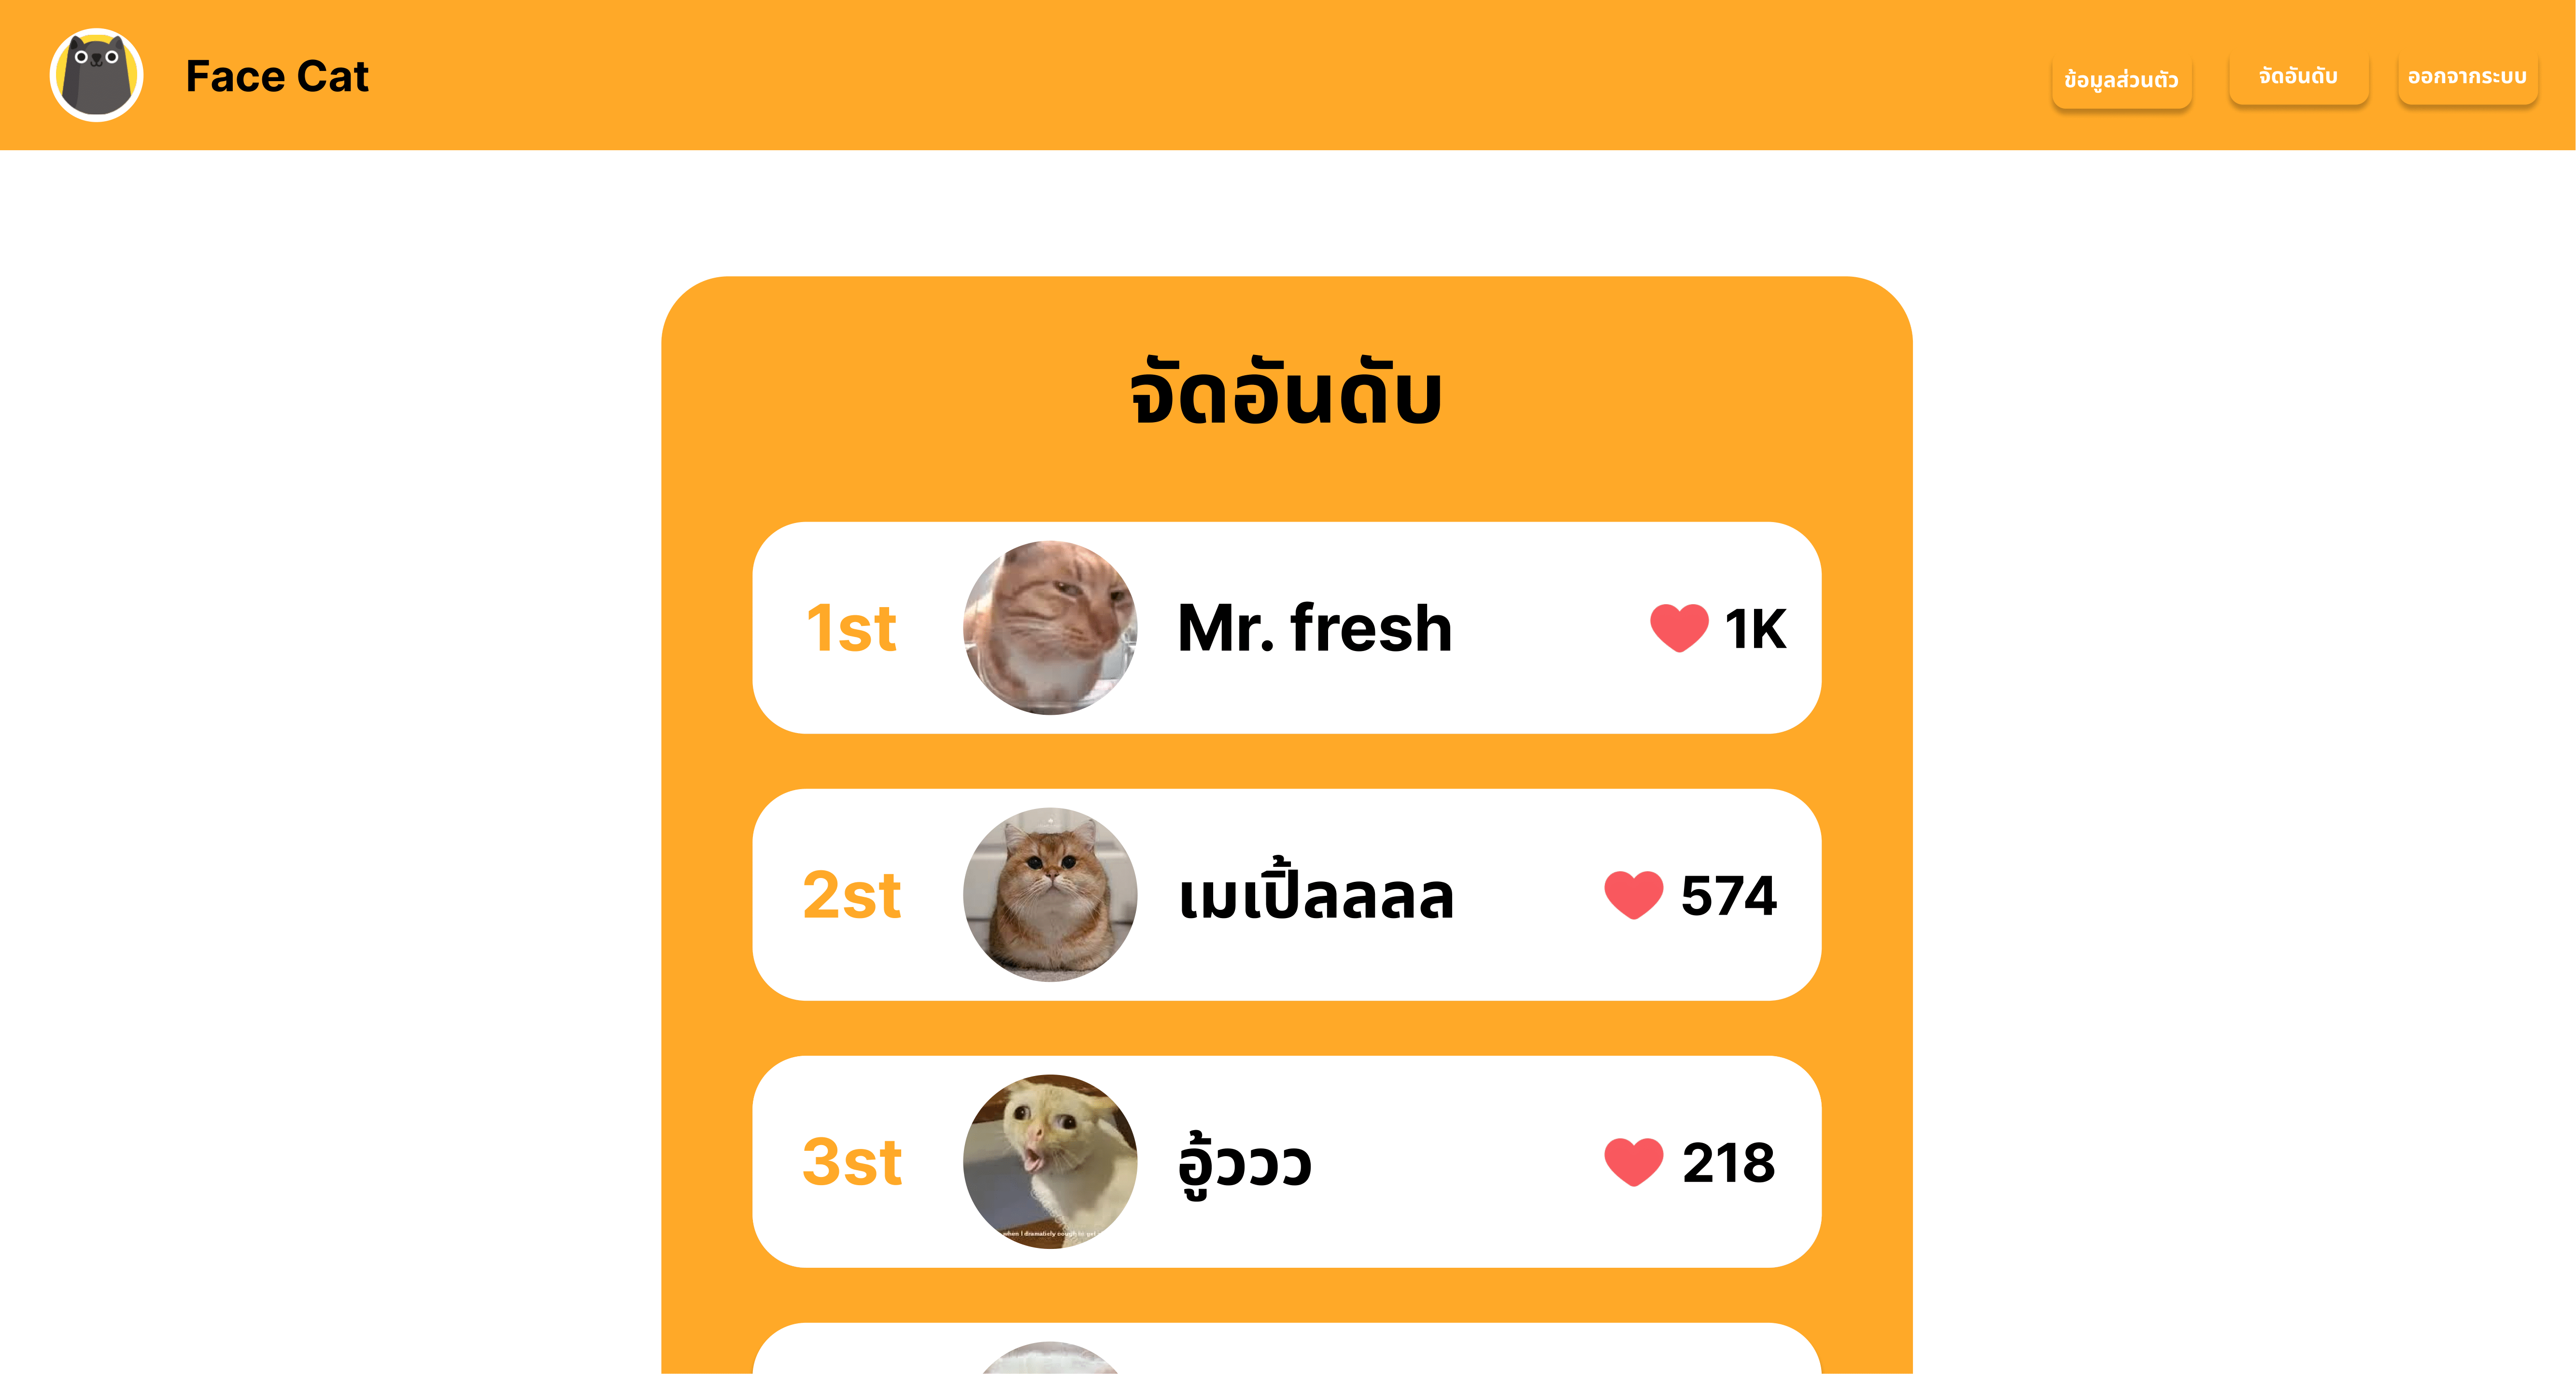 Face Cat
ข้อมูลส่วนตัว
จัดอันดับ
ออกจากระบบ
จัดอันดับ
1st
Mr. fresh
1K
2st
เมเปิ้ลลลล
574
3st
อู้ววว
218
when I dramatiely cough to get